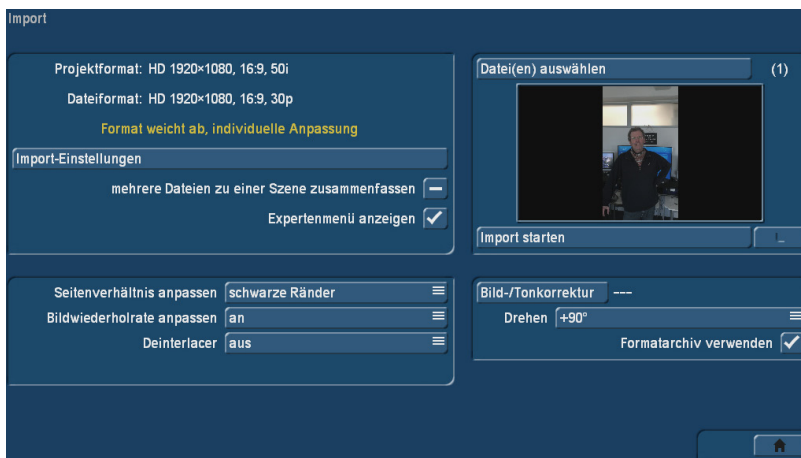 Import
Projektformat: HD 1920×1080, 16:9, 50i
Dateiformat: HD 1920×1080, 16:9, 30p
Format weicht ab, individuelle Anpassung
Import-Einstellungen
mehrere Dateien zu einer Szene zusammenfassen
Expertenmenü anzeigen
Datei(en) auswählen (1)
Import starten
Seitenverhältnis anpassen schwarze Ränder
Bildwiederholrate anpassen an
Deinterlacer aus
Bild-/Tonkorrektur ---
Drehen +90°
Formatarchiv verwenden